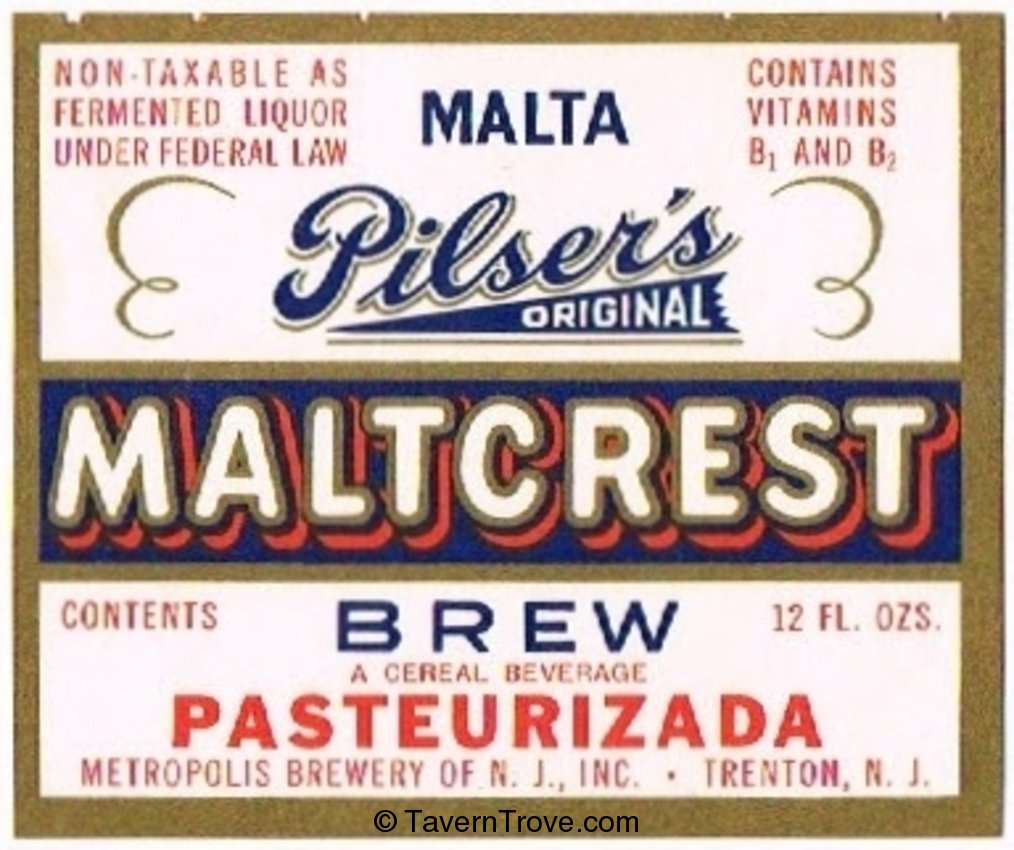 NON-TAXABLE AS
FERMENTED LIQUOR
UNDER FEDERAL LAW
MALTA
CONTAINS
VITAMINS
B₁ AND B₂
Pilser's
ORIGINAL
MALTCREST
CONTENTS
BREW
12 FL. OZS.
A CEREAL BEVERAGE
PASTEURIZADA
METROPOLIS BREWERY OF N. J., INC. • TRENTON, N. J.
© TavernTrove.com